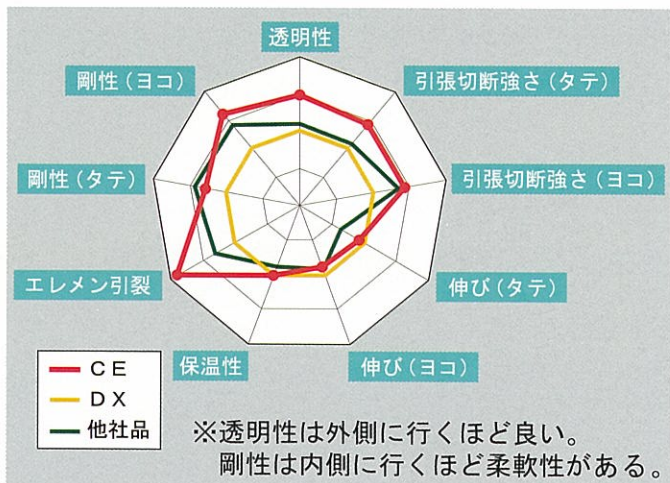 透明性
引張切断強さ(タテ)
引張切断強さ(ヨコ)
伸び(タテ)
伸び(ヨコ)
保温性
エレメン引裂
剛性(タテ)
剛性(ヨコ)
CE
DX
他社品
※透明性は外側に行くほど良い。
剛性は内側に行くほど柔軟性がある。